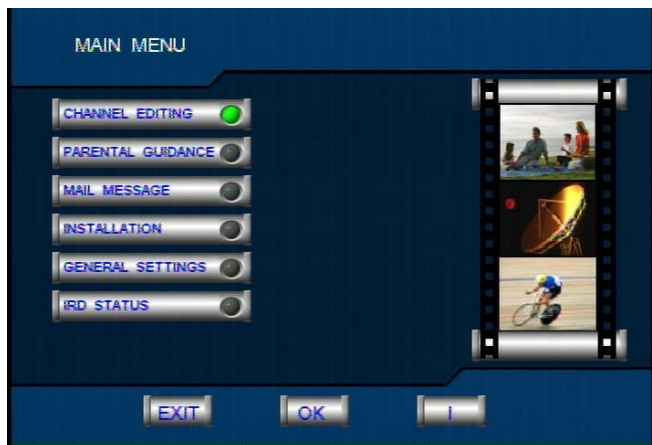 MAIN MENU
CHANNEL EDITING
PARENTAL GUIDANCE
MAIL MESSAGE
INSTALLATION
GENERAL SETTINGS
IRD STATUS
EXIT OK I